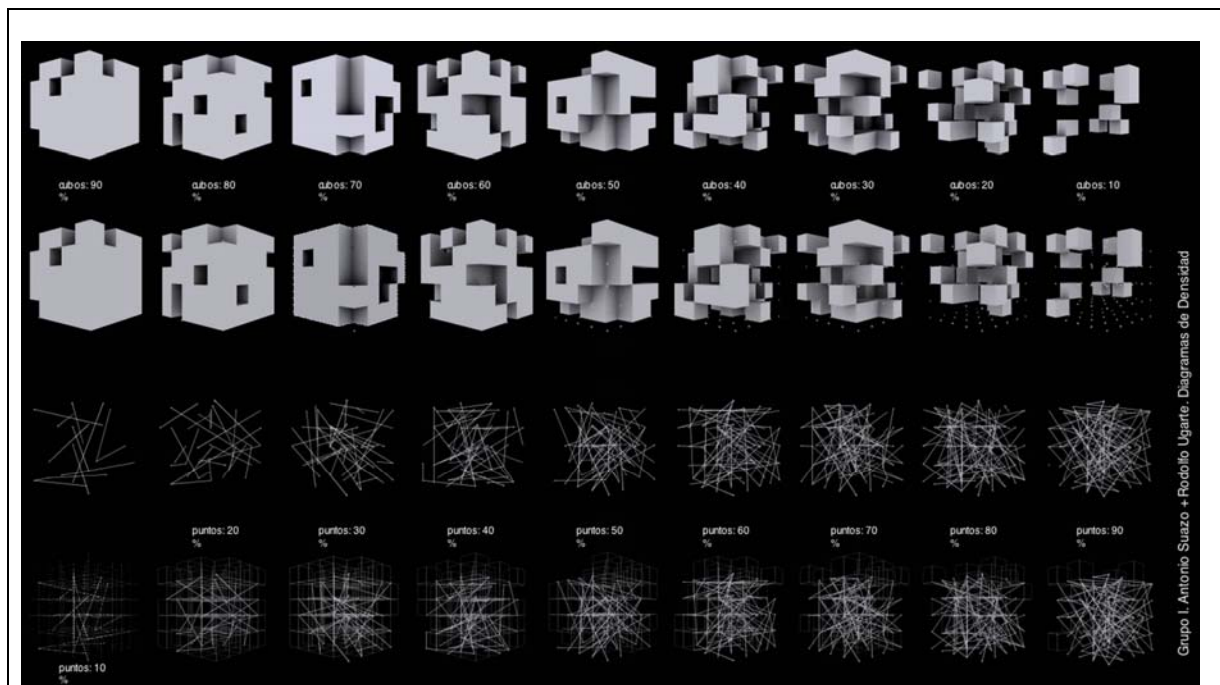 cubos: 90
%
cubos: 80
%
cubos: 70
%
cubos: 60
%
cubos: 50
%
cubos: 40
%
cubos: 30
%
cubos: 20
%
cubos: 10
%
puntos: 20
%
puntos: 30
%
puntos: 40
%
puntos: 50
%
puntos: 60
%
puntos: 70
%
puntos: 80
%
puntos: 90
%
puntos: 10
%
Grupo I. Antonio Suazo + Rodolfo Ugarte. Diagramas de Densidad